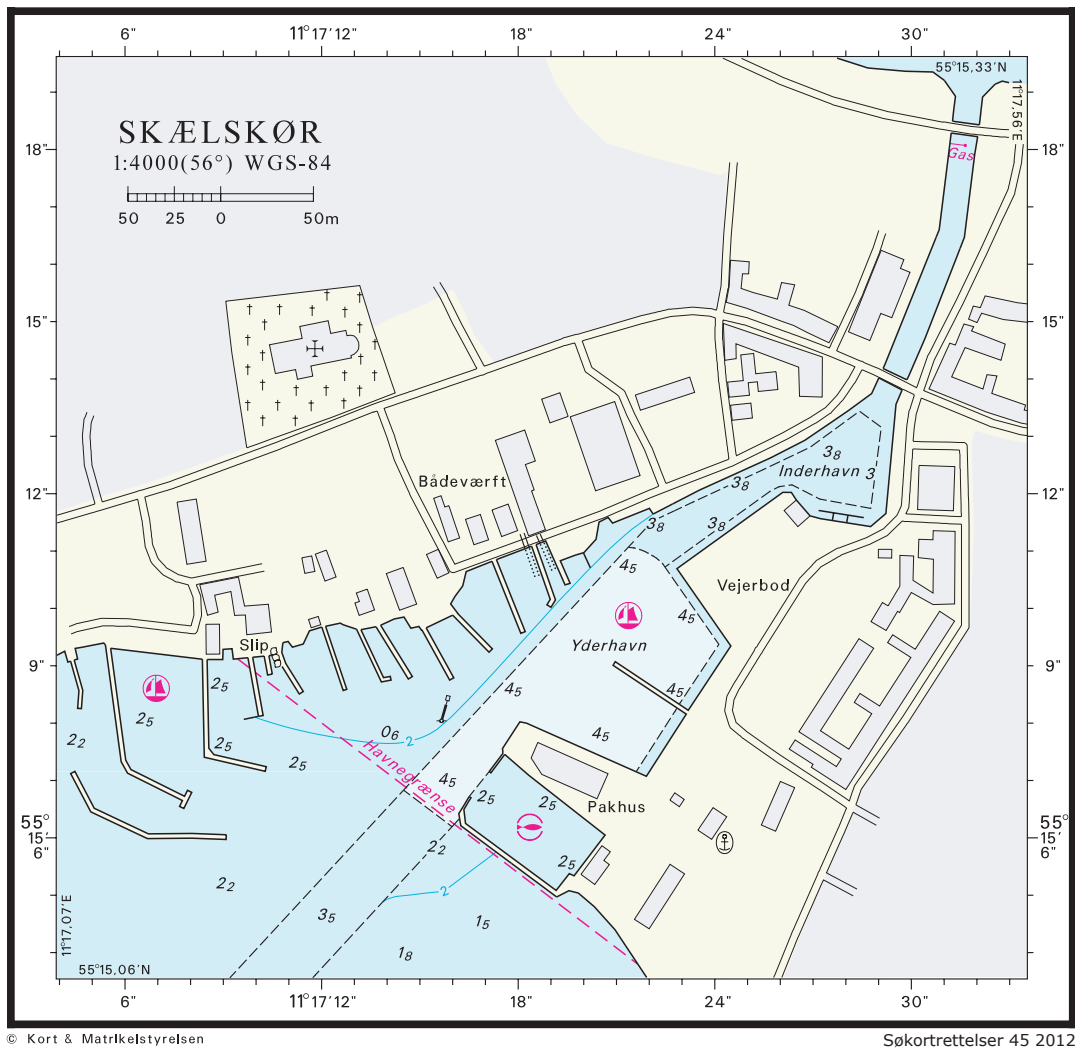 6" 11°17'12" 18" 24" 30"
55°15,33'N
11°17,56'E
SKÆLSKØR
1:4000(56°) WGS-84
50 25 0 50m
18" 18"
Gas
15" 15"
3₈
Inderhavn 3
Bådeværft
3₈
12" 12"
3₈ 3₈
4₅
Vejerbod
4₅
Yderhavn
Slip
9" 9"
2₅ 4₅ 4₅
2₅
0₆ 4₅
2₂ 2₅ 2
2₅
Havnegrænse
4₅
2₅ 2₅
Pakhus
55° 55°
15' 15'
6" 6"
2₂
2₅
2₂ 2
3₅ 1₅
11°17,07'E
1₈
55°15,06'N
6" 11°17'12" 18" 24" 30"
© Kort & Matrikelstyrelsen
Søkortrettelser 45 2012